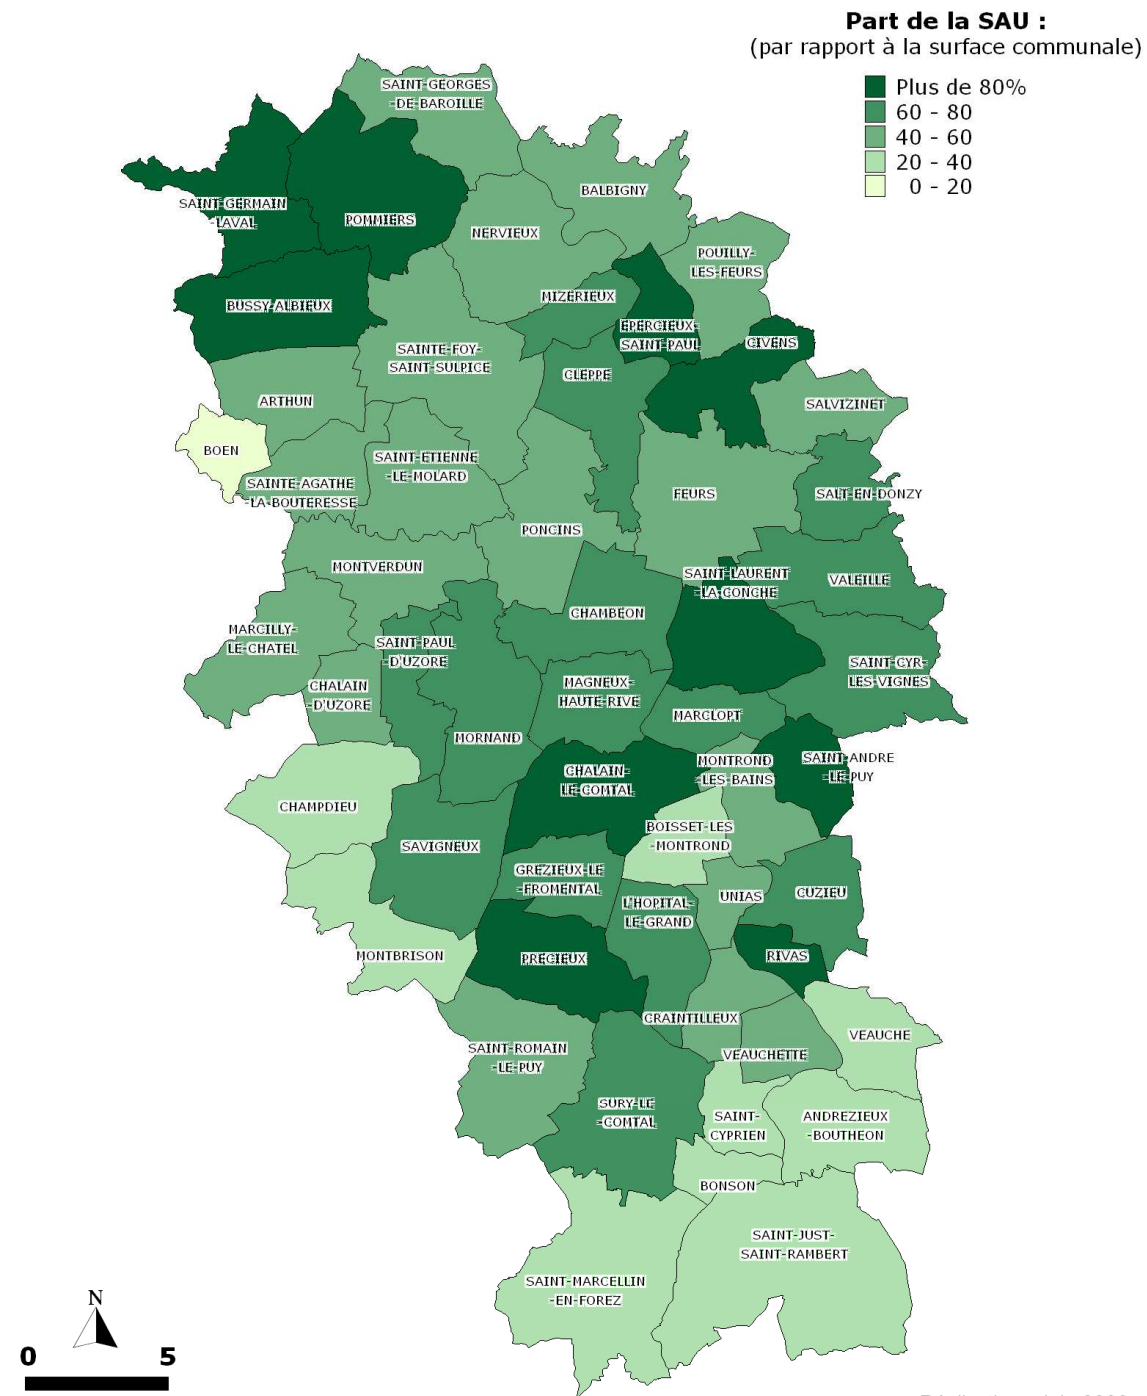 Part de la SAU :
(par rapport à la surface communale)
Plus de 80%
60 - 80
40 - 60
20 - 40
0 - 20
SAINT-GEORGES
-DE-BAROILLE
BALBIGNY
SAINT-GERMAIN
-LAVAL
POMMIERS
NERVIEUX
POUILLY-
LES-FEURS
BUSSY-ALBIEUX
MIZERIEUX
EPERCIEUX-
SAINT-PAUL
CIVENS
SAINTE-FOY-
SAINT-SULPICE
CLEPPE
ARTHUN
SALVIZINET
BOEN
SAINTE-AGATHE
-LA-BOUTERESSE
SAINT-ETIENNE
-LE-MOLARD
FEURS
SALT-EN-DONZY
PONCINS
MONTVERDUN
SAINT-LAURENT
-LA-CONCHE
VALEILLE
CHAMBEON
MARCILLY-
LE-CHATEL
SAINT-PAUL
D'UZORE
SAINT-CYR-
LES-VIGNES
CHALAIN
-D'UZORE
MAGNEUX-
HAUTE-RIVE
MARCLOPT
MORNAND
CHALAIN-
LE-COMTAL
MONTROND
-LES-BAINS
SAINT-ANDRE
-LE-PUY
CHAMPDIEU
BOISSET-LES
-MONTROND
SAVIGNEUX
GREZIEUX-LE
-FROMENTAL
L'HOPITAL-
LE-GRAND
UNIAS
CUZIEU
MONTBRISON
PRECIEUX
RIVAS
CRAINTILLEUX
VEAUCHE
SAINT-ROMAIN
-LE-PUY
VEAUCHETTE
SURY-LE
-COMTAL
SAINT-
CYPRIEN
ANDREZIEUX
-BOUTHEON
BONSON
SAINT-JUST-
SAINT-RAMBERT
SAINT-MARCELLIN
-EN-FOREZ
N
0 5